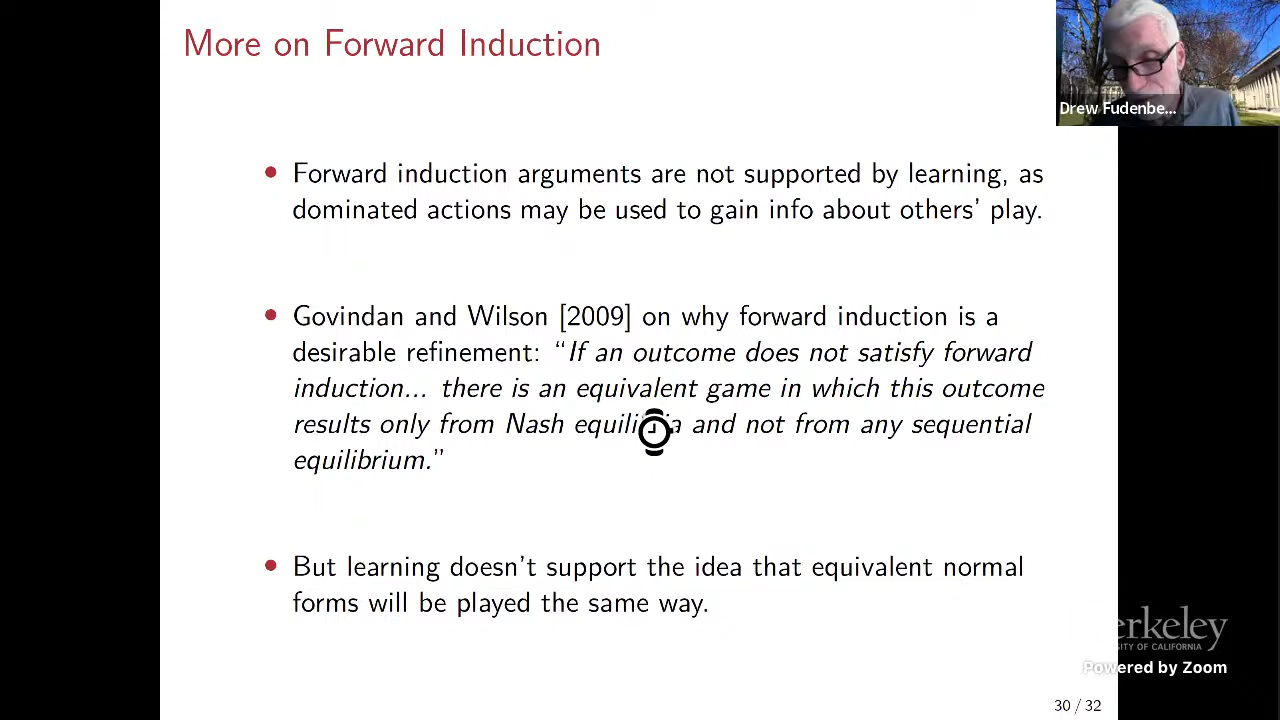 More on Forward Induction
Drew Fudenbe...
• Forward induction arguments are not supported by learning, as
dominated actions may be used to gain info about others' play.
• Govindan and Wilson [2009] on why forward induction is a
desirable refinement: “If an outcome does not satisfy forward
induction... there is an equivalent game in which this outcome
results only from Nash equilibria and not from any sequential
equilibrium.”
• But learning doesn't support the idea that equivalent normal
forms will be played the same way.
erkeley
SITY OF CALIFORNIA
Powered by Zoom
30 / 32